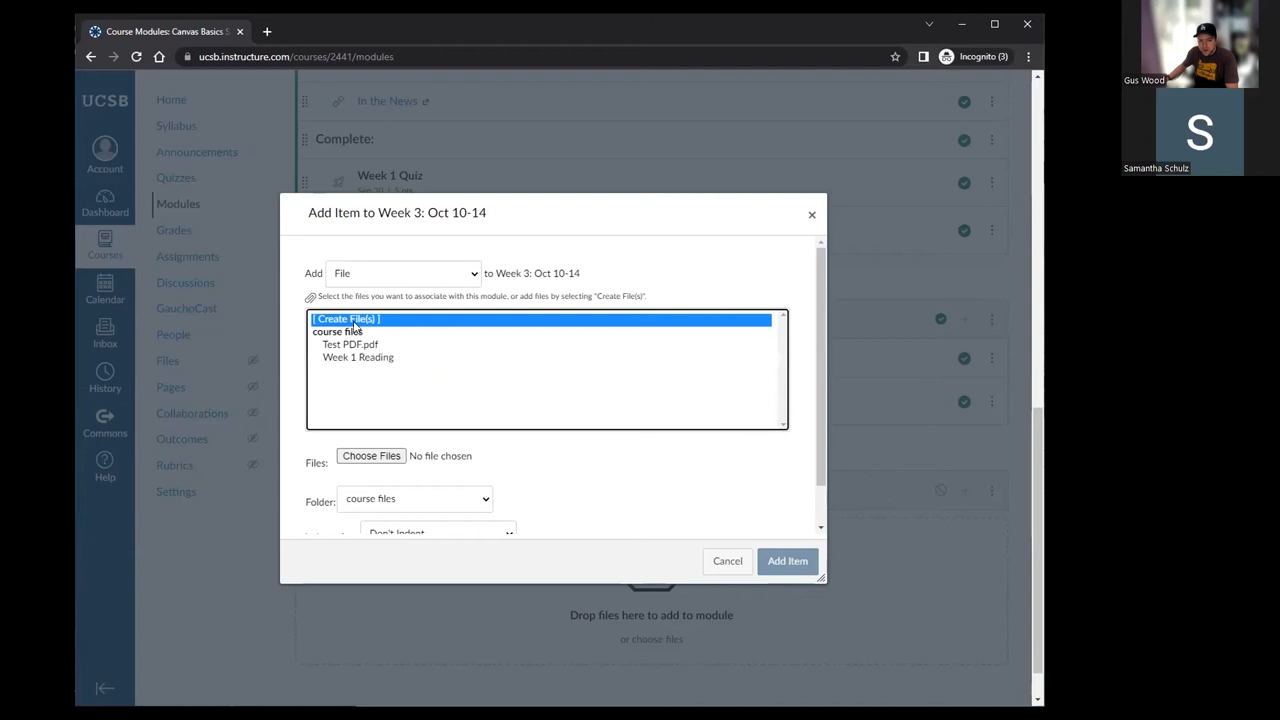 Course Modules: Canvas Basics S
ucsb.instructure.com/courses/2441/modules
Incognito (3)
UCSB
Account
Dashboard
Courses
Calendar
Inbox
History
Commons
Help
Home
Syllabus
Announcements
Quizzes
Modules
Grades
Assignments
Discussions
GauchoCast
People
Files
Pages
Collaborations
Outcomes
Rubrics
Settings
In the News
Complete:
Week 1 Quiz
Add Item to Week 3: Oct 10-14
Add File to Week 3: Oct 10-14
Select the files you want to associate with this module, or add files by selecting "Create File(s)".
[ Create File(s) ]
course files
Test PDF.pdf
Week 1 Reading
Files: Choose Files No file chosen
Folder: course files
Don't Indent
Cancel
Add Item
Drop files here to add to module
or choose files
Gus Wood
S
Samantha Schulz